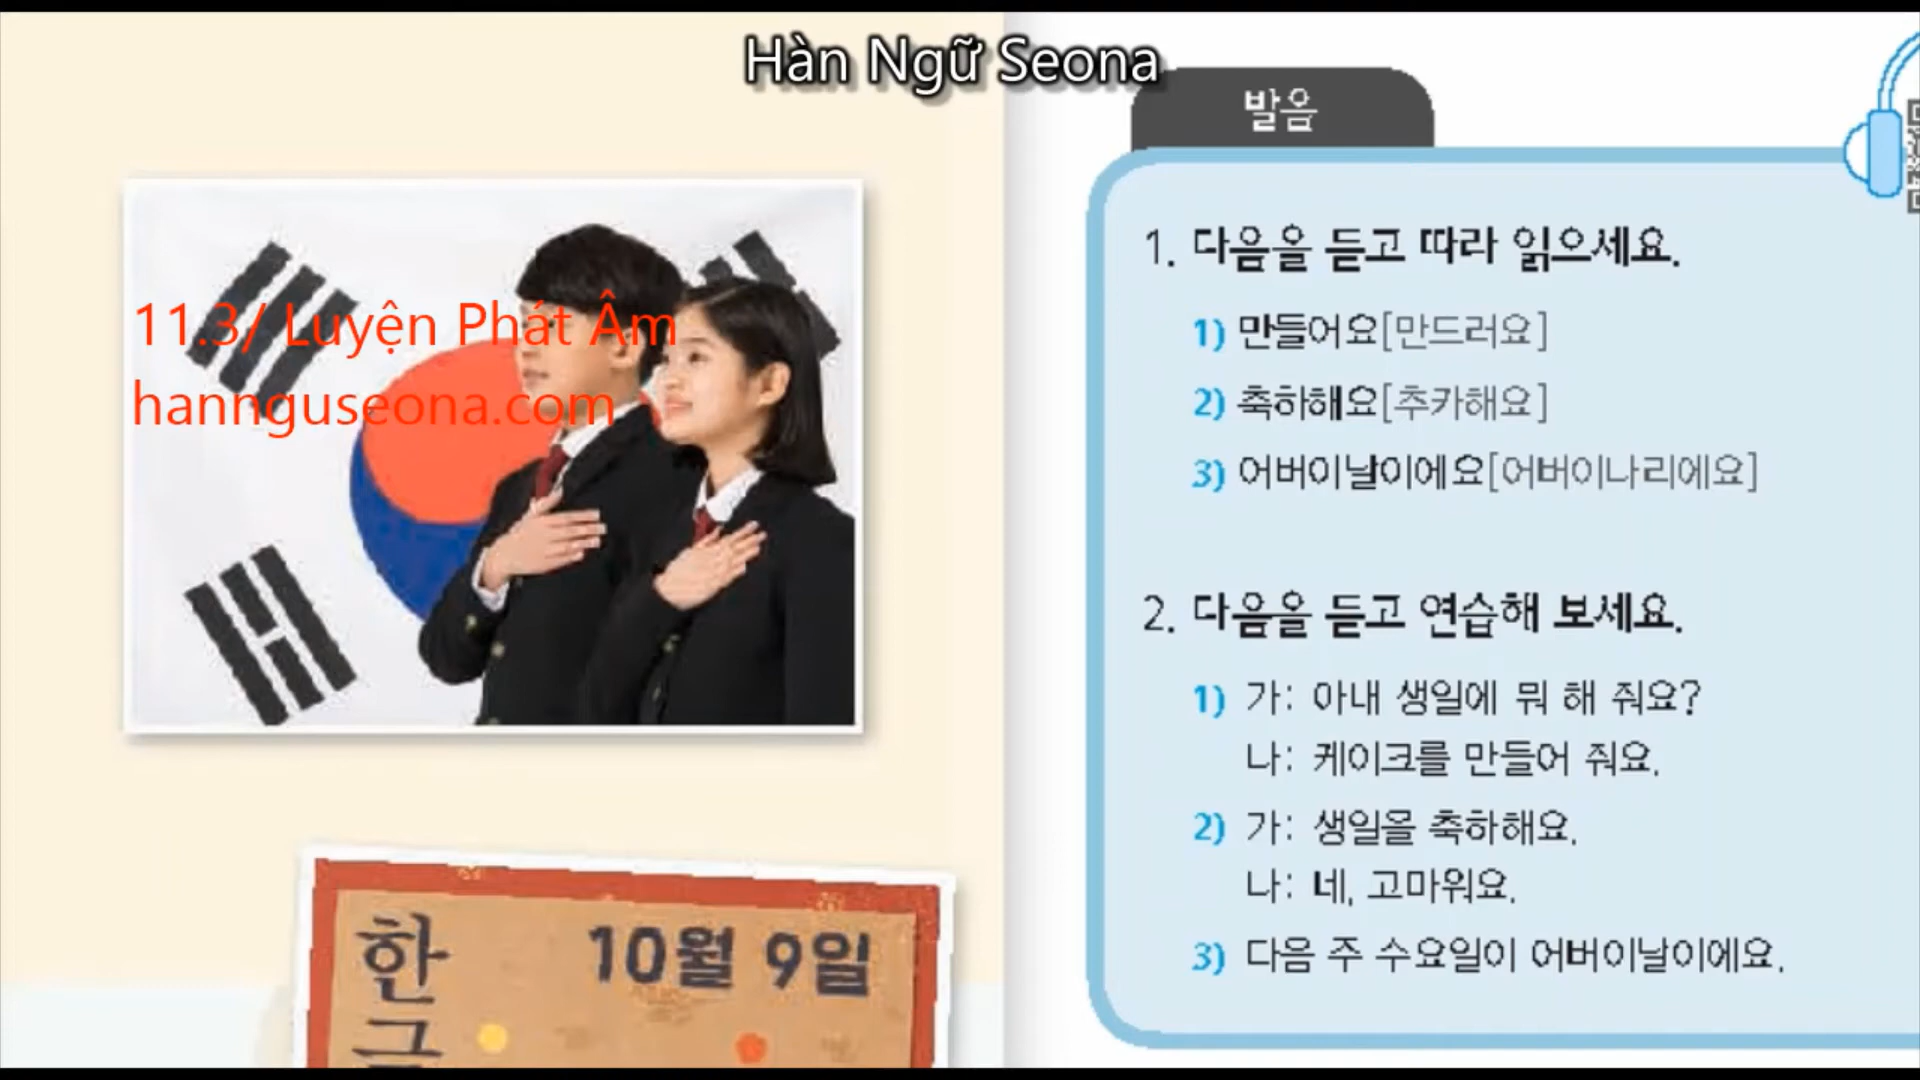 Hàn Ngữ Seona
11.3/ Luyện Phát Âm
hannguseona.com
한글
10월 9일
발음
1. 다음을 듣고 따라 읽으세요.
1) 만들어요[만드러요]
2) 축하해요[추카해요]
3) 어버이날이에요[어버이나리에요]
2. 다음을 듣고 연습해 보세요.
1) 가: 아내 생일에 뭐 해 줘요?
나: 케이크를 만들어 줘요.
2) 가: 생일을 축하해요.
나: 네, 고마워요.
3) 다음 주 수요일이 어버이날이에요.